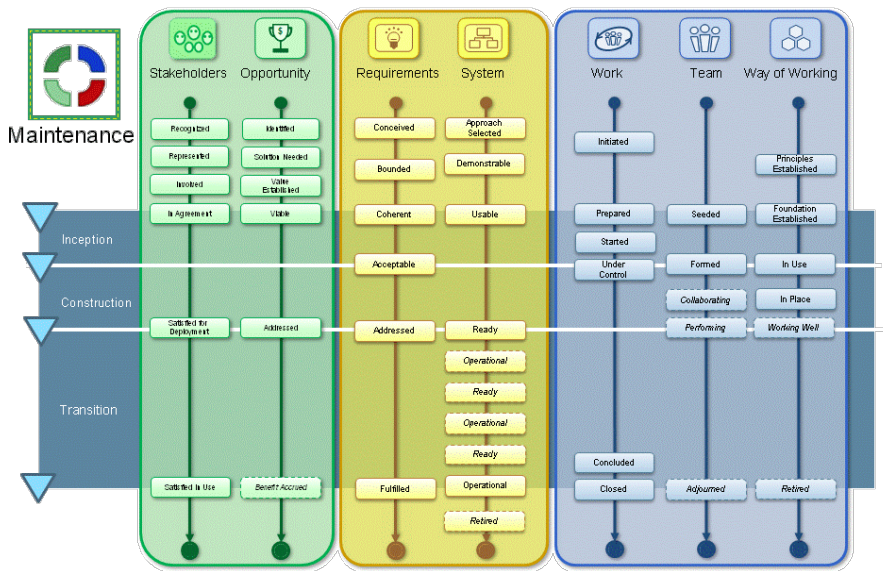 Stakeholders Opportunity Requirements System Work Team Way of Working
Maintenance
Recognized
Represented
Involved
In Agreement
Satisfied for
Deployment
Satisfied In Use
$
Identified
Solution Needed
Value
Established
Viable
Addressed
Benefit Accrued
Conceived
Bounded
Coherent
Acceptable
Addressed
Fulfilled
Approach
Selected
Demonstrable
Usable
Ready
Operational
Ready
Operational
Ready
Operational
Retired
Initiated
Prepared
Started
Under
Control
Concluded
Closed
Seeded
Formed
Collaborating
Performing
Adjourned
Principles
Established
Foundation
Established
In Use
In Place
Working Well
Retired
Inception
Construction
Transition